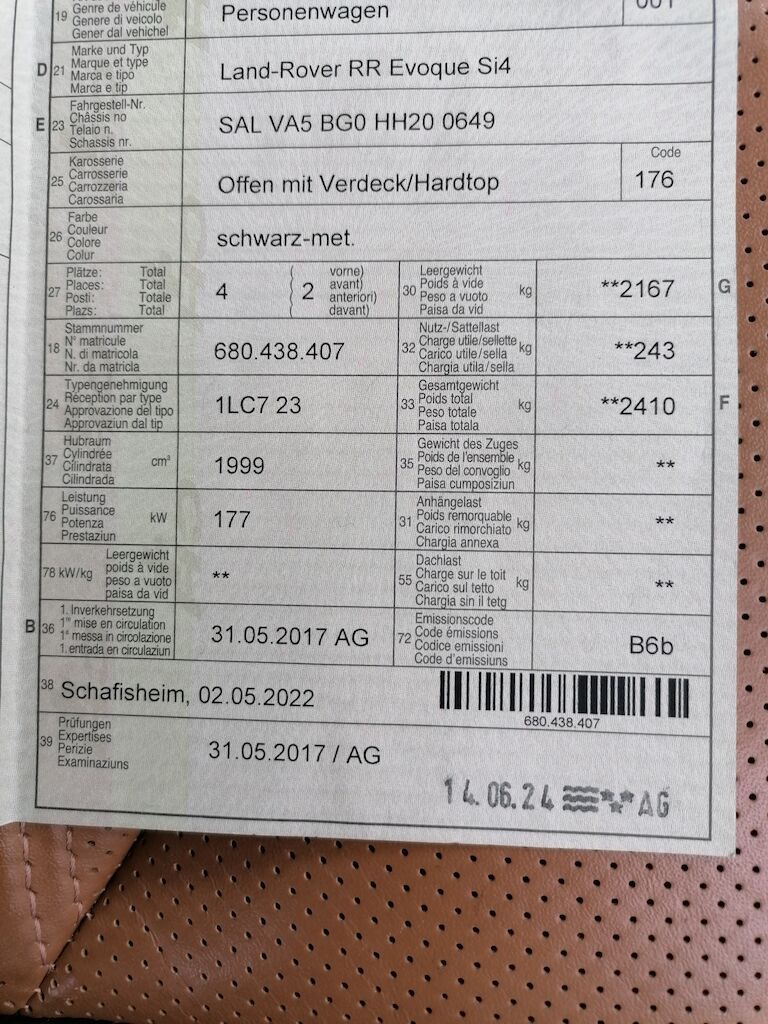 19 Genre de véhicule
Genere di veicolo
Gener dal vehichel
Personenwagen
001
D 21 Marke und Typ
Marque et type
Marca e tipo
Marca e tip
Land-Rover RR Evoque Si4
E 23 Fahrgestell-Nr.
Châssis no
Telaio n.
Schassis nr.
SAL VA5 BG0 HH20 0649
25 Karosserie
Carrosserie
Carrozzeria
Carossaria
Offen mit Verdeck/Hardtop
Code
176
26 Farbe
Couleur
Colore
Colur
schwarz-met.
27 Plätze: Total
Places: Total
Posti: Totale
Plazs: Total
4
( 2 vorne)
avant)
anteriori)
davant)
30 Leergewicht
Poids à vide
Peso a vuoto
Paisa da vid
kg
**2167 G
18 Stammnummer
N° matricule
N. di matricola
Nr. da matricla
680.438.407
32 Nutz-/Sattellast
Charge utile/sellette
Carico utile/sella
Chargia utila/sella
kg
**243
24 Typengenehmigung
Réception par type
Approvazione del tipo
Approvaziun dal tip
1LC7 23
33 Gesamtgewicht
Poids total
Peso totale
Paisa totala
kg
**2410 F
37 Hubraum
Cylindrée
Cilindrata
Cilindrada
cm³
1999
35 Gewicht des Zuges
Poids de l'ensemble
Peso del convoglio
Paisa cumposiziun
kg
**
76 Leistung
Puissance
Potenza
Prestaziun
kW
177
31 Anhängelast
Poids remorquable
Carico rimorchiato
Chargia annexa
kg
**
78 kW/kg Leergewicht
poids à vide
peso a vuoto
paisa da vid
**
55 Dachlast
Charge sur le toit
Carico sul tetto
Chargia sin il tetg
kg
**
B 36 1. Inverkehrsetzung
1re mise en circulation
1a messa in circolazione
1. entrada en circulaziun
31.05.2017 AG
72 Emissionscode
Code émissions
Codice emissioni
Code d'emissiuns
B6b
38 Schafisheim, 02.05.2022
680.438.407
39 Prüfungen
Expertises
Perizie
Examinaziuns
31.05.2017 / AG
14.06.24 AG